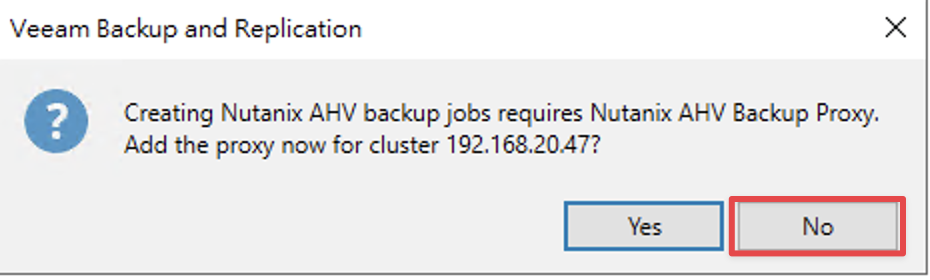 Veeam Backup and Replication
Creating Nutanix AHV backup jobs requires Nutanix AHV Backup Proxy.
Add the proxy now for cluster 192.168.20.47?
Yes No